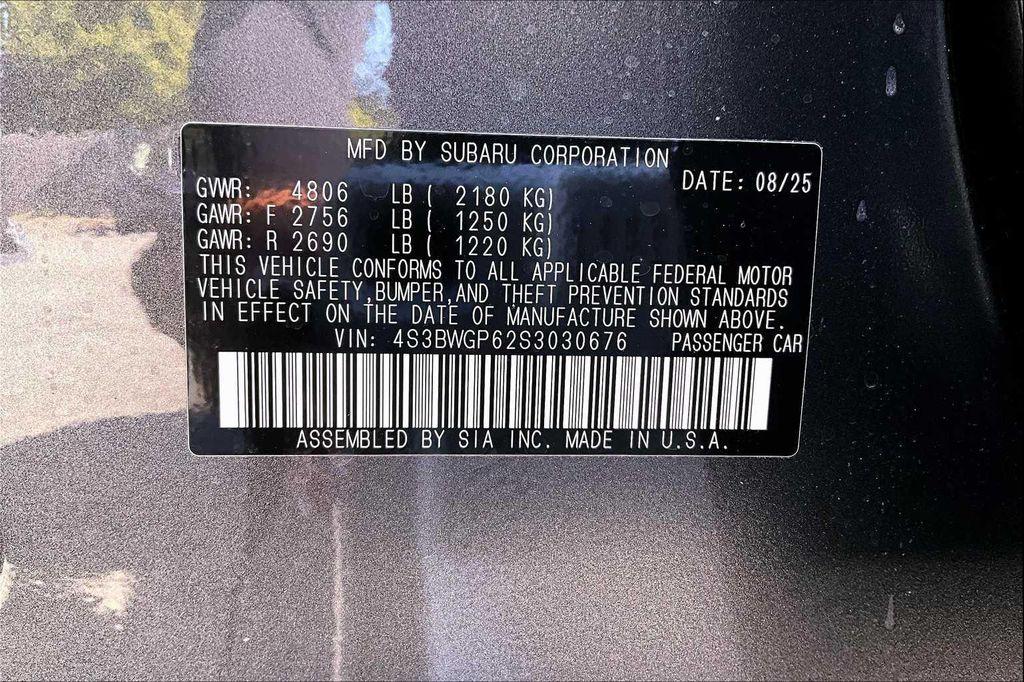 MFD BY SUBARU CORPORATION
DATE: 08/25
GVWR: 4806 LB ( 2180 KG)
GAWR: F 2756 LB ( 1250 KG)
GAWR: R 2690 LB ( 1220 KG)
THIS VEHICLE CONFORMS TO ALL APPLICABLE FEDERAL MOTOR
VEHICLE SAFETY,BUMPER,AND THEFT PREVENTION STANDARDS
IN EFFECT ON THE DATE OF MANUFACTURE SHOWN ABOVE.
VIN: 4S3BWGP62S3030676 PASSENGER CAR
ASSEMBLED BY SIA INC. MADE IN U.S.A.